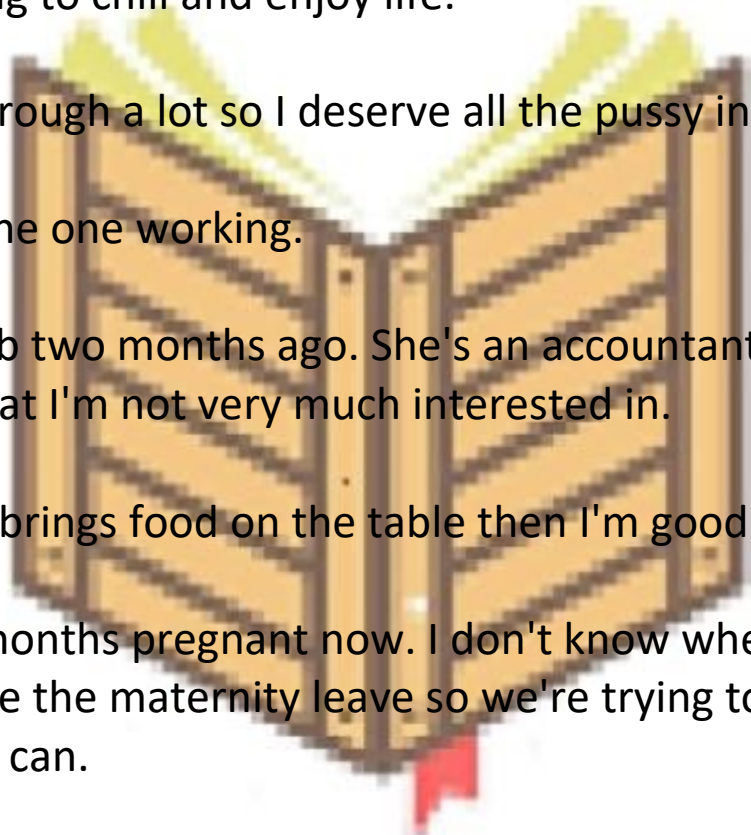 ng to chill and enjoy life.
rough a lot so I deserve all the pussy in
ne one working.
b two months ago. She's an accountant
at I'm not very much interested in.
brings food on the table then I'm good
months pregnant now. I don't know whe
e the maternity leave so we're trying to
can.